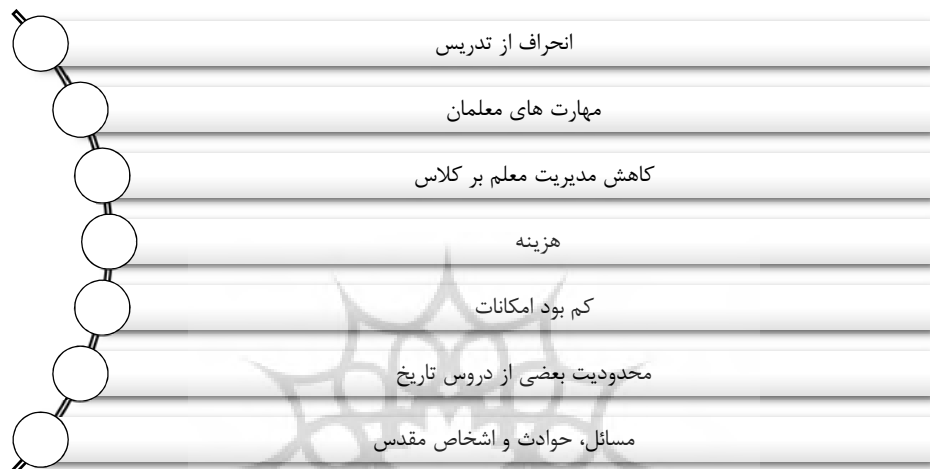 انحراف از تدریس
مهارت های معلمان
کاهش مدیریت معلم بر کلاس
هزینه
کم بود امکانات
محدودیت بعضی از دروس تاریخ
مسائل، حوادث و اشخاص مقدس